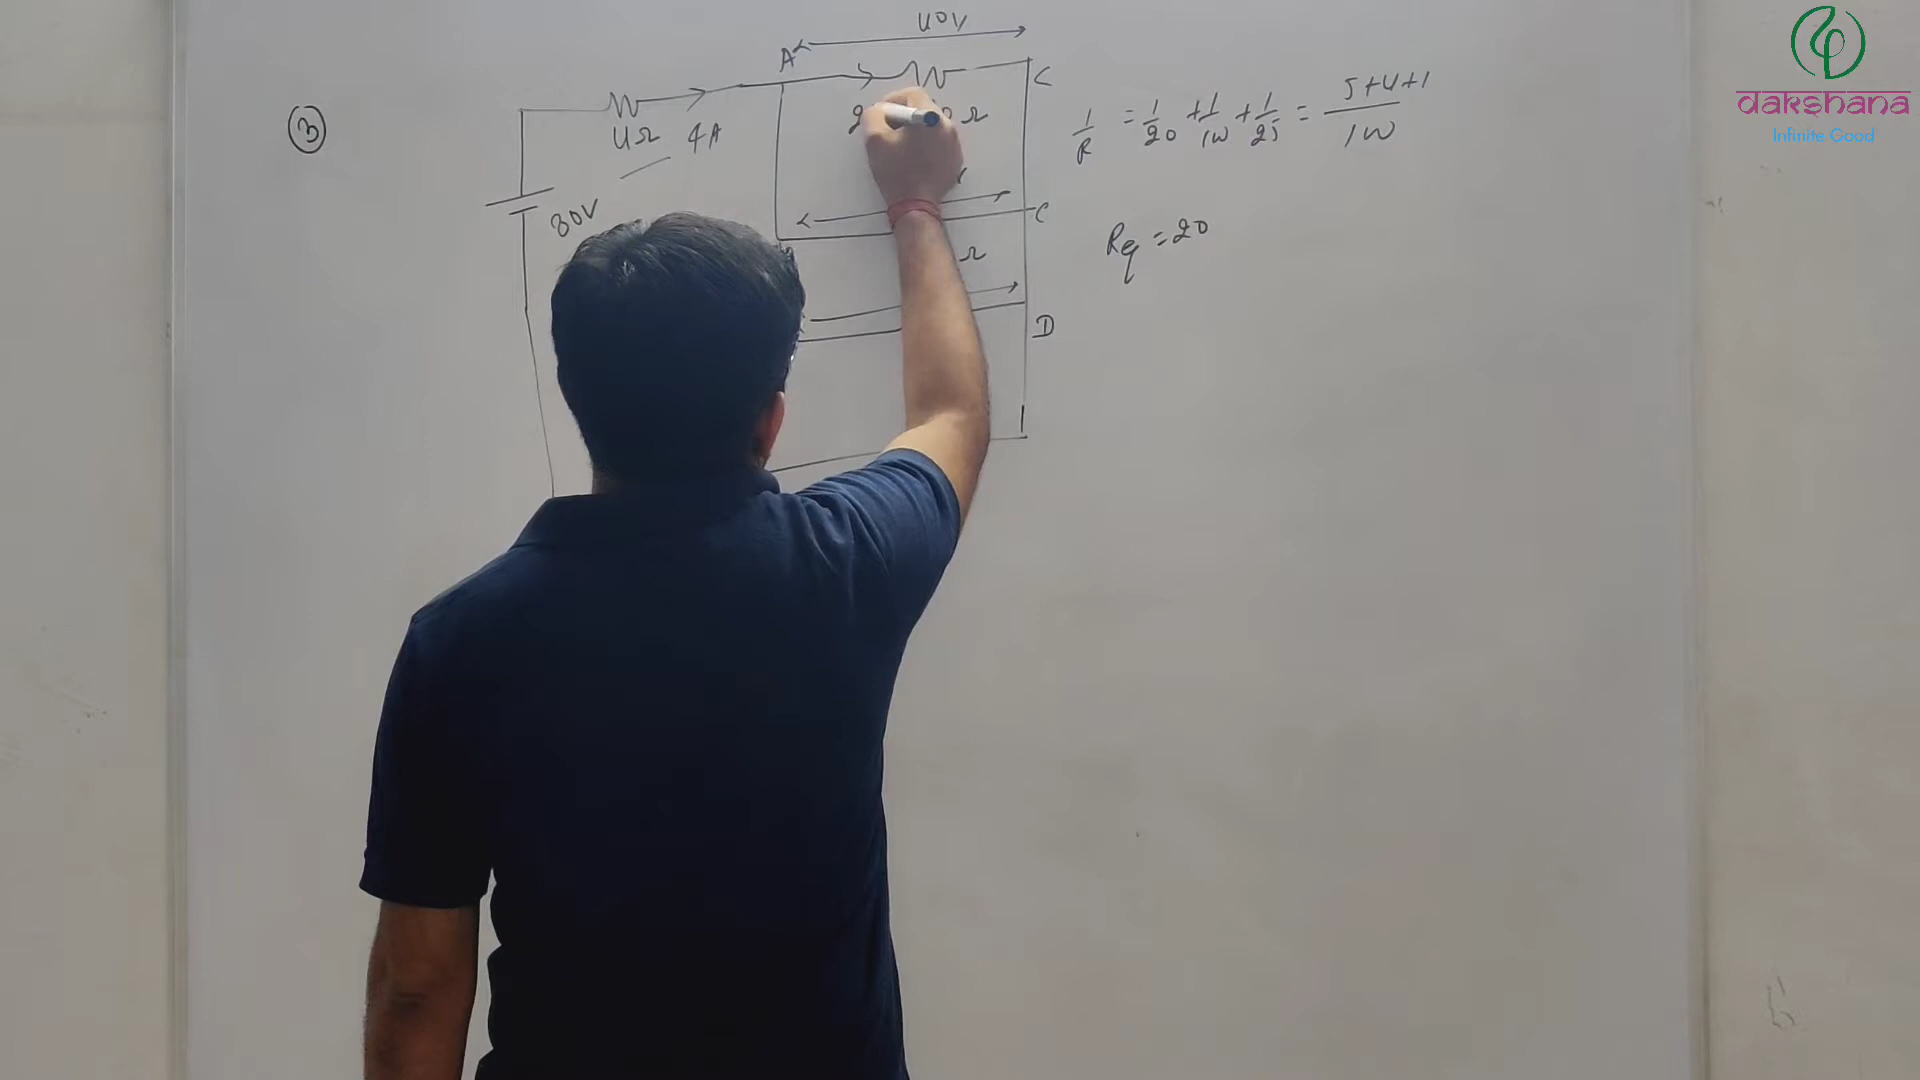 dakshana
Infinite Good
3
40V
A
C
4Ω 4A
2
Ω
1/R = 1/20 + 1/100 + 1/25 = 5+4+1/100
80V
C
Req = 20
Ω
D